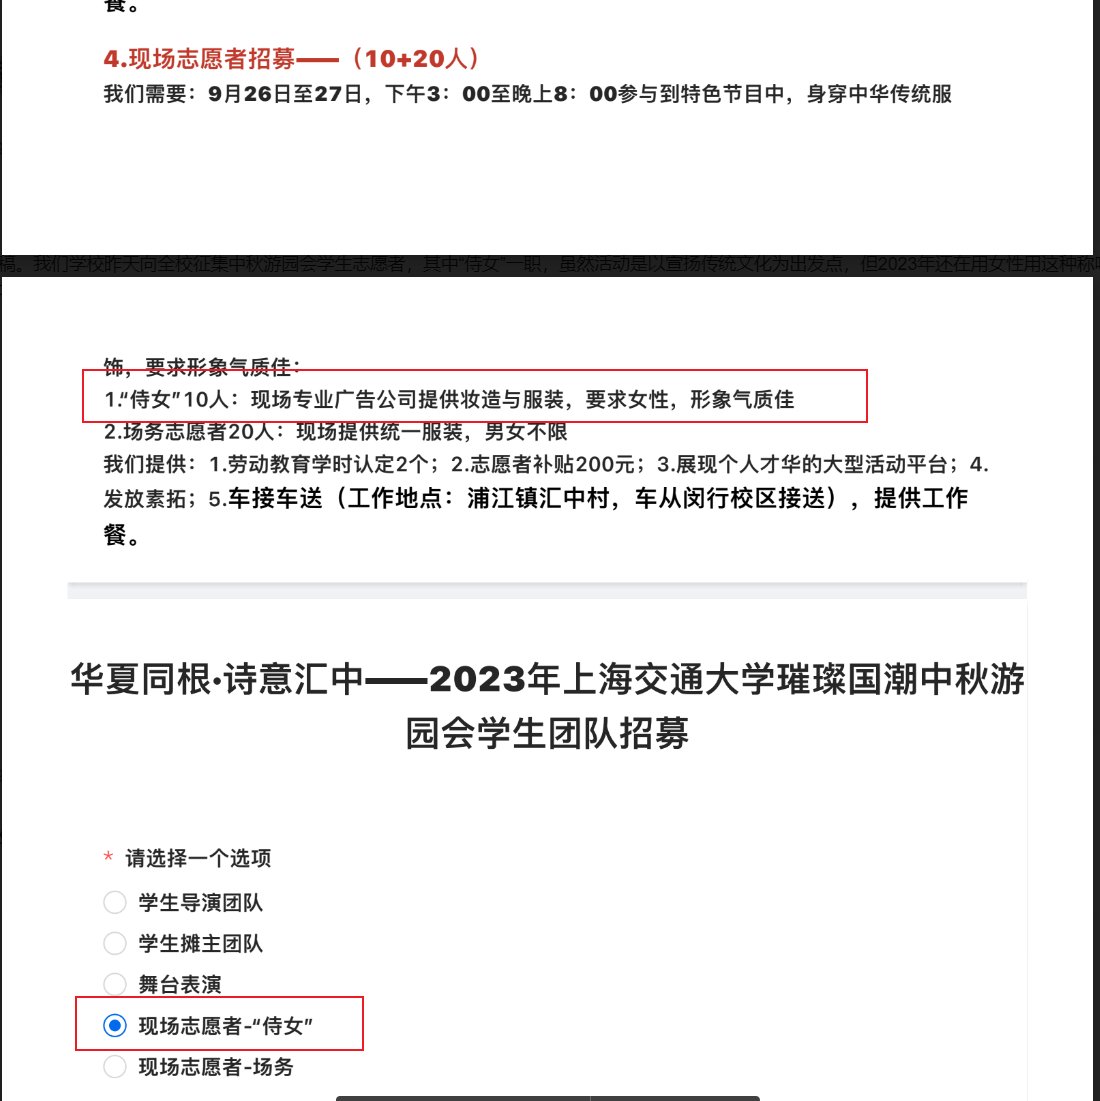 餐。
4.现场志愿者招募——（10+20人）
我们需要：9月26日至27日，下午3：00至晚上8：00参与到特色节目中，身穿中华传统服
稿。我们学校昨天向全校征集中秋游园会学生志愿者，其中“侍女”一职，虽然活动是以宣扬传统文化为出发点，但2023年还在用女性用这种称
饰，要求形象气质佳：
1.“侍女”10人：现场专业广告公司提供妆造与服装，要求女性，形象气质佳
2.场务志愿者20人：现场提供统一服装，男女不限
我们提供：1.劳动教育学时认定2个；2.志愿者补贴200元；3.展现个人才华的大型活动平台；4.
发放素拓；5.车接车送（工作地点：浦江镇汇中村，车从闵行校区接送），提供工作
餐。
华夏同根·诗意汇中——2023年上海交通大学璀璨国潮中秋游
园会学生团队招募
* 请选择一个选项
学生导演团队
学生摊主团队
舞台表演
现场志愿者-“侍女”
现场志愿者-场务